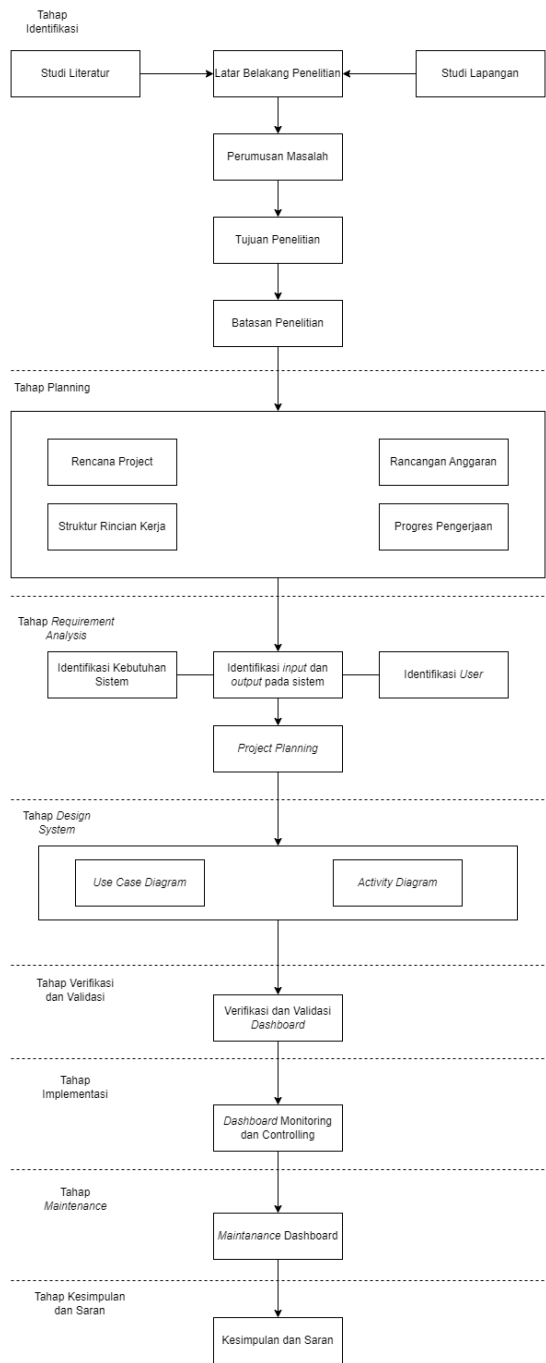 Tahap
Identifikasi
Studi Literatur
Latar Belakang Penelitian
Studi Lapangan
Perumusan Masalah
Tujuan Penelitian
Batasan Penelitian
Tahap Planning
Rencana Project
Rancangan Anggaran
Struktur Rincian Kerja
Progres Pengerjaan
Tahap Requirement
Analysis
Identifikasi Kebutuhan
Sistem
Identifikasi input dan
output pada sistem
Identifikasi User
Project Planning
Tahap Design
System
Use Case Diagram
Activity Diagram
Tahap Verifikasi
dan Validasi
Verifikasi dan Validasi
Dashboard
Tahap
Implementasi
Dashboard Monitoring
dan Controlling
Tahap
Maintenance
Maintanance Dashboard
Tahap Kesimpulan
dan Saran
Kesimpulan dan Saran